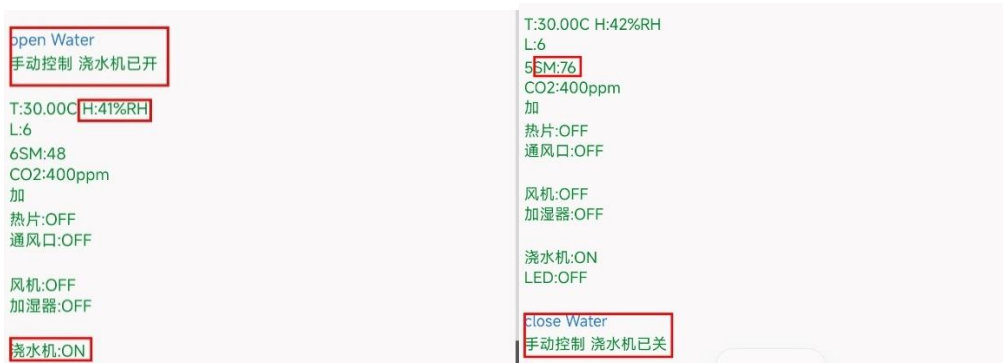 open Water
手动控制 浇水机已开
T:30.00C H:41%RH
L:6
6SM:48
CO2:400ppm
加
热片:OFF
通风口:OFF
风机:OFF
加湿器:OFF
浇水机:ON
T:30.00C H:42%RH
L:6
5SM:76
CO2:400ppm
加
热片:OFF
通风口:OFF
风机:OFF
加湿器:OFF
浇水机:ON
LED:OFF
close Water
手动控制 浇水机已关